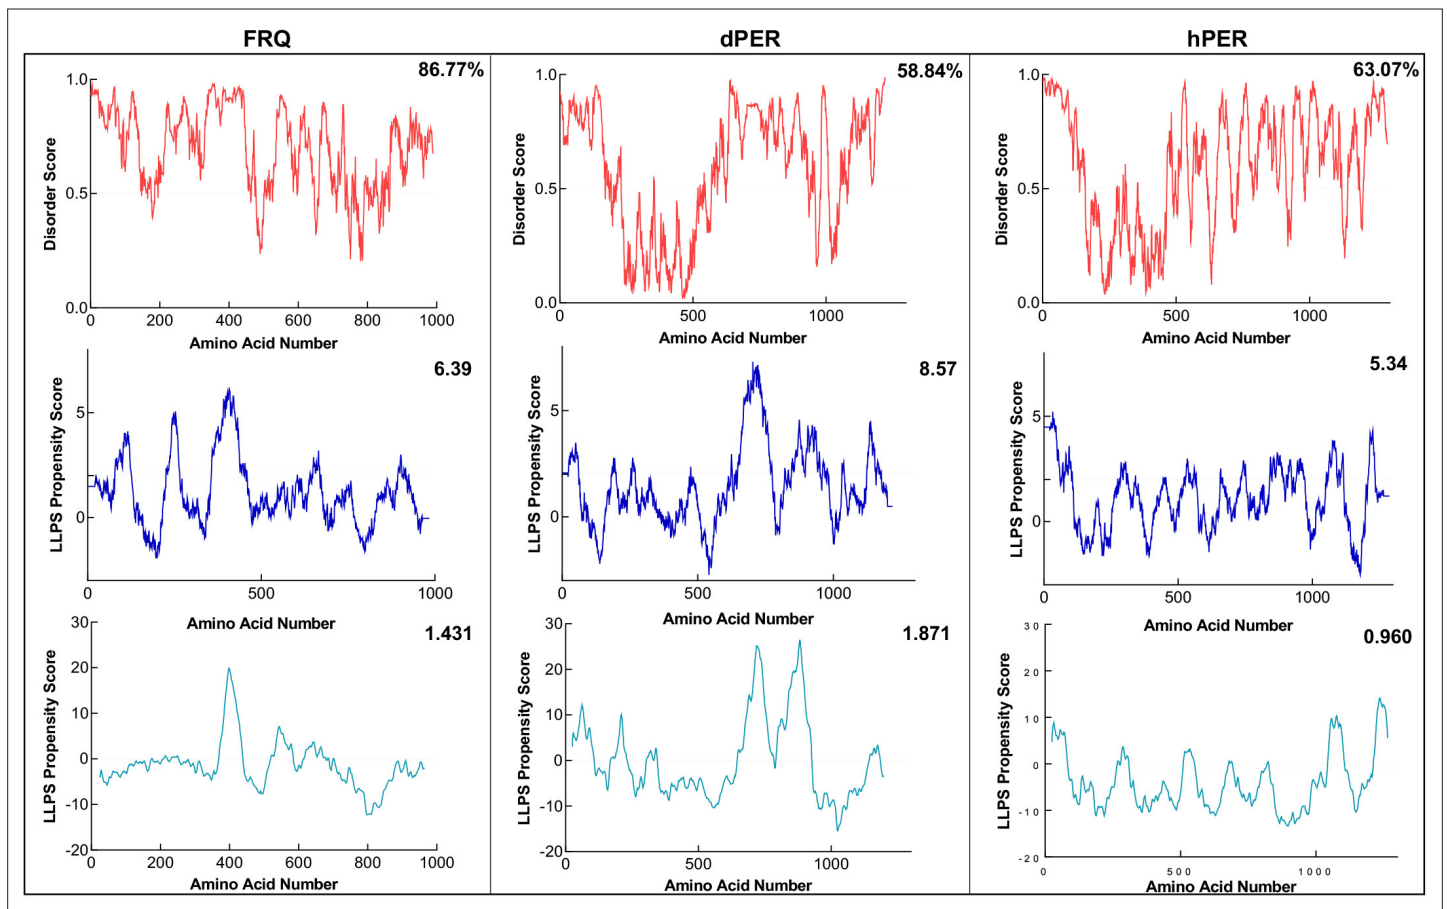 FRQ
dPER
hPER
86.77%
Disorder Score
1.0
0.5
0.0
0 200 400 600 800 1000
Amino Acid Number
58.84%
Disorder Score
1.0
0.5
0.0
0 500 1000
Amino Acid Number
63.07%
Disorder Score
1.0
0.5
0.0
0 500 1000
Amino Acid Number
6.39
LLPS Propensity Score
5
0
0 500 1000
Amino Acid Number
8.57
LLPS Propensity Score
5
0
0 500 1000
Amino Acid Number
5.34
LLPS Propensity Score
5
0
0 500 1000
Amino Acid Number
1.431
LLPS Propensity Score
30
20
10
0
-10
-20
0 200 400 600 800 1000
Amino Acid Number
1.871
LLPS Propensity Score
30
20
10
0
-10
-20
0 500 1000
Amino Acid Number
0.960
LLPS Propensity Score
30
20
10
0
-10
-20
0 500 1000
Amino Acid Number